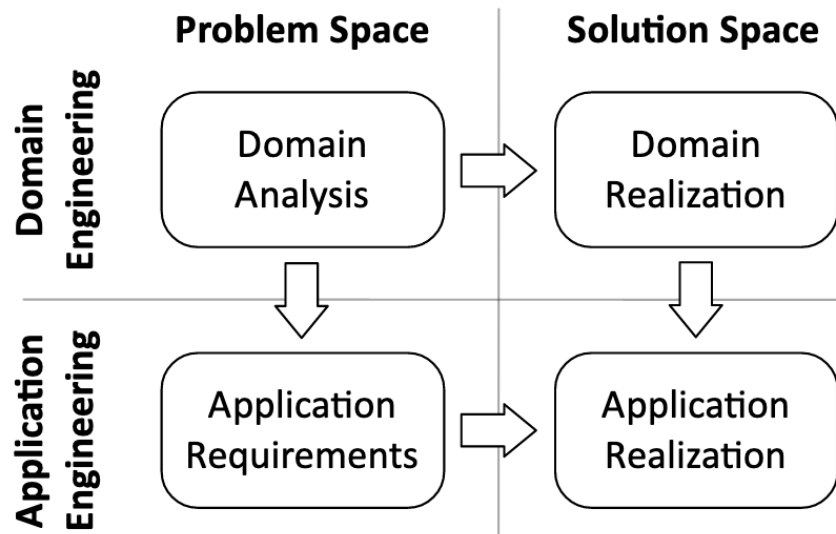 Problem Space
Solution Space
Domain
Engineering
Domain
Analysis
Domain
Realization
Application
Engineering
Application
Requirements
Application
Realization